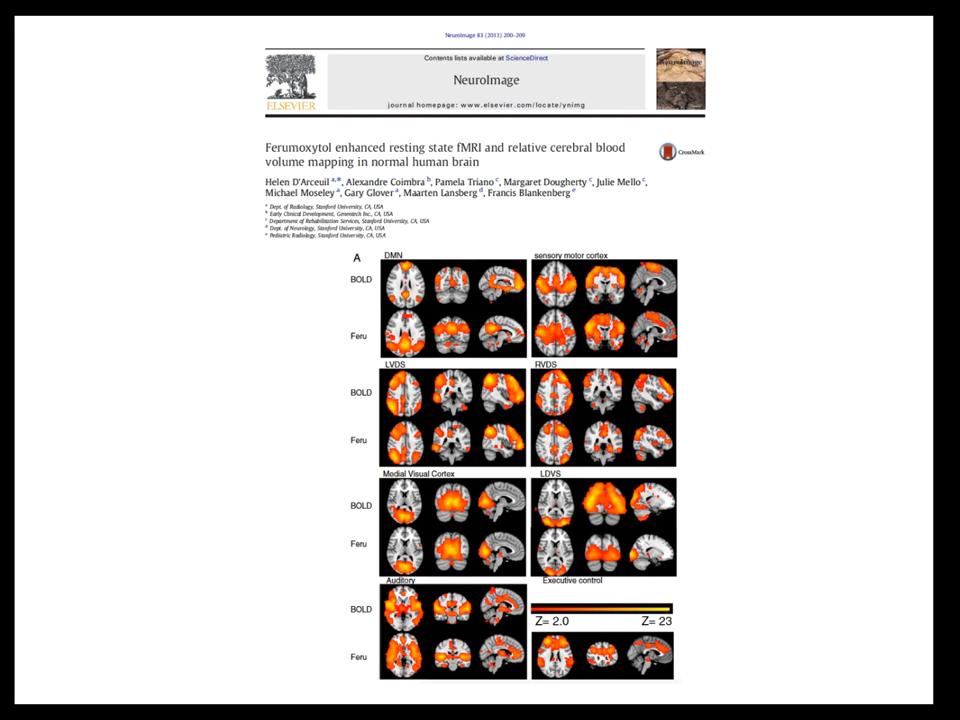 NeuroImage 83 (2013) 200–209
Contents lists available at ScienceDirect
NeuroImage
journal homepage: www.elsevier.com/locate/ynimg
ELSEVIER
NeuroImage
Ferumoxytol enhanced resting state fMRI and relative cerebral blood
volume mapping in normal human brain
CrossMark
Helen D'Arceuil a,*, Alexandre Coimbra b, Pamela Triano c, Margaret Dougherty c, Julie Mello c,
Michael Moseley a, Gary Glover a, Maarten Lansberg d, Francis Blankenberg e
a Dept. of Radiology, Stanford University, CA, USA
b Early Clinical Development, Genentech Inc., CA, USA
c Department of Rehabilitation Services, Stanford University, CA, USA
d Dept. of Neurology, Stanford University, CA, USA
e Pediatric Radiology, Stanford University, CA, USA
A
DMN
sensory motor cortex
BOLD
Feru
LVDS
RVDS
BOLD
Feru
Medial Visual Cortex
LDVS
BOLD
Feru
Auditory
Executive control
BOLD
Z= 2.0
Z= 23
Feru